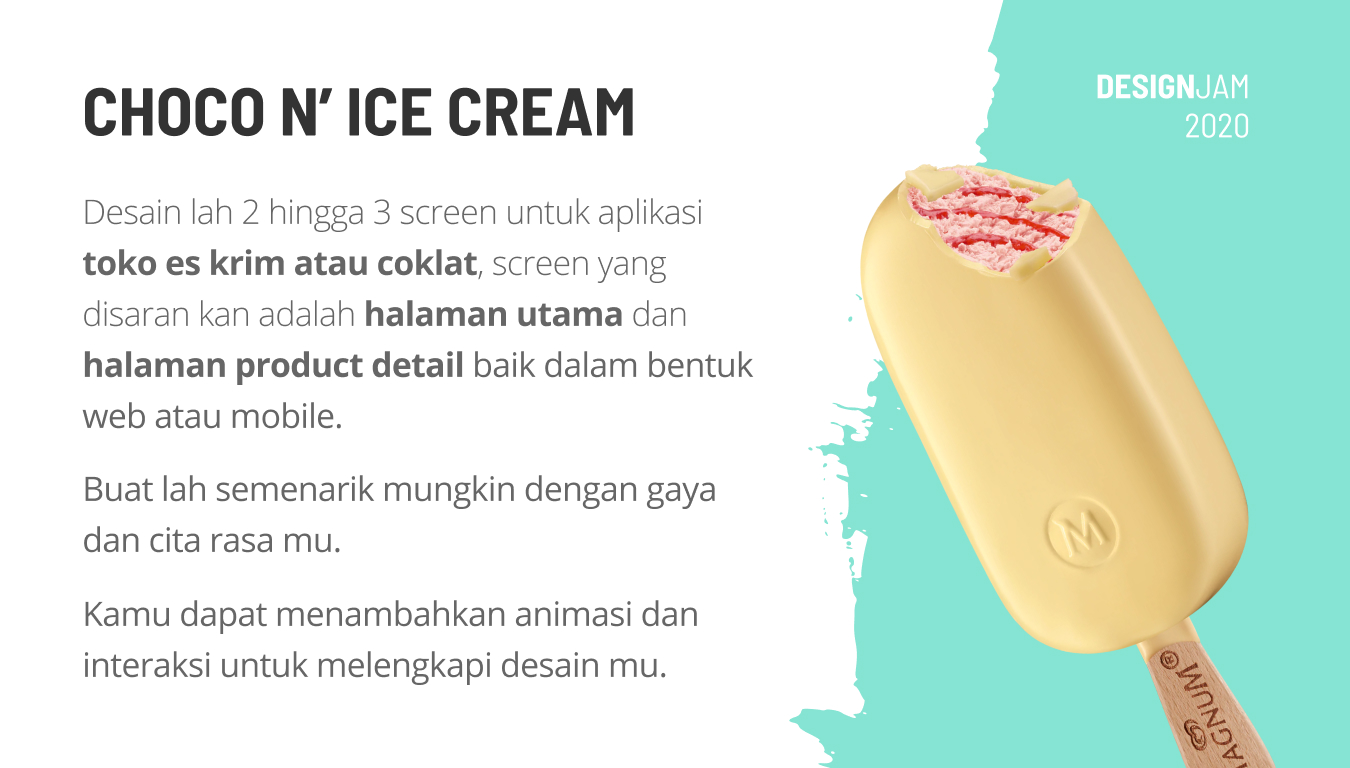 CHOCO N’ ICE CREAM
DESIGNJAM
2020
Desain lah 2 hingga 3 screen untuk aplikasi
toko es krim atau coklat, screen yang
disaran kan adalah halaman utama dan
halaman product detail baik dalam bentuk
web atau mobile.
Buat lah semenarik mungkin dengan gaya
dan cita rasa mu.
Kamu dapat menambahkan animasi dan
interaksi untuk melengkapi desain mu.
M
AGNUM®